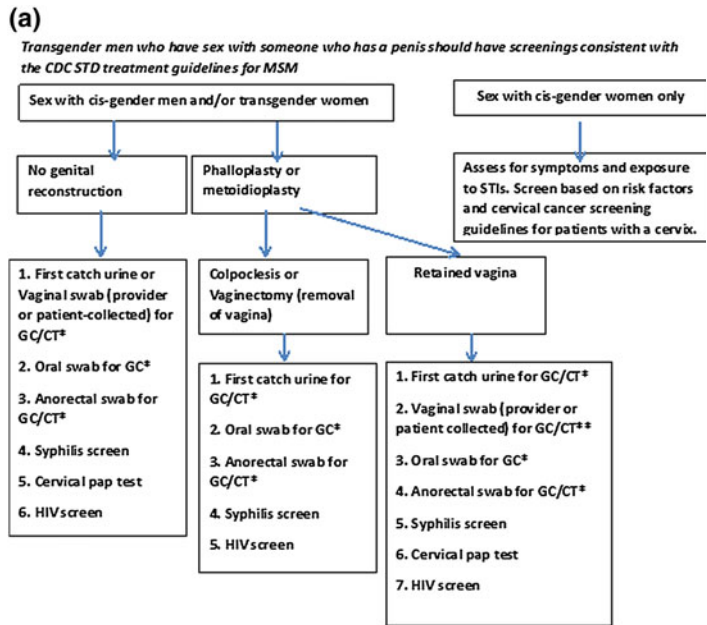 (a)
Transgender men who have sex with someone who has a penis should have screenings consistent with
the CDC STD treatment guidelines for MSM
Sex with cis-gender men and/or transgender women
Sex with cis-gender women only
No genital
reconstruction
Phalloplasty or
metoidioplasty
Assess for symptoms and exposure
to STIs. Screen based on risk factors
and cervical cancer screening
guidelines for patients with a cervix.
1. First catch urine or
Vaginal swab (provider
or patient-collected) for
GC/CT*
2. Oral swab for GC*
3. Anorectal swab for
GC/CT*
4. Syphilis screen
5. Cervical pap test
6. HIV screen
Colpoclesis or
Vaginectomy (removal
of vagina)
Retained vagina
1. First catch urine for
GC/CT*
2. Oral swab for GC*
3. Anorectal swab for
GC/CT*
4. Syphilis screen
5. HIV screen
1. First catch urine for GC/CT*
2. Vaginal swab (provider or
patient collected) for GC/CT**
3. Oral swab for GC*
4. Anorectal swab for GC/CT*
5. Syphilis screen
6. Cervical pap test
7. HIV screen